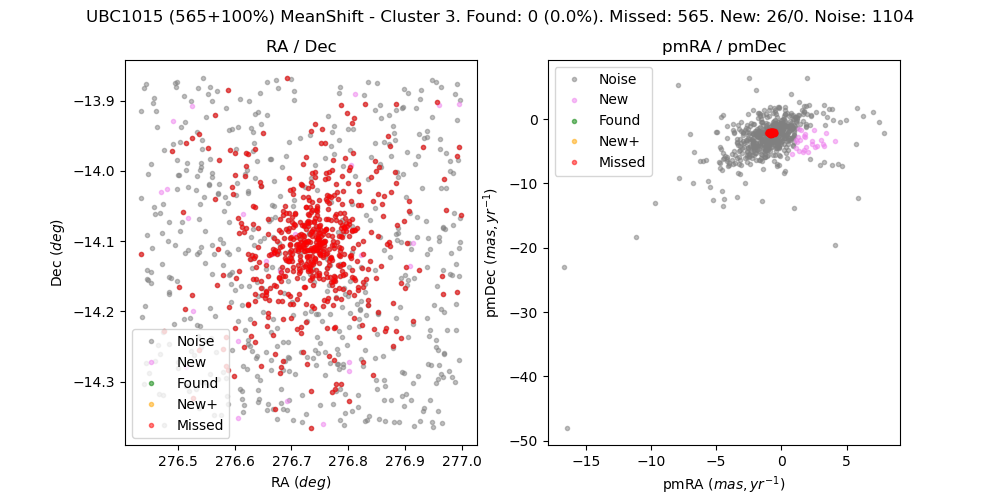 UBC1015 (565+100%) MeanShift - Cluster 3. Found: 0 (0.0%). Missed: 565. New: 26/0. Noise: 1104
RA / Dec
−13.9
−14.0
−14.1
−14.2
−14.3
Dec (deg)
Noise
New
Found
New+
Missed
276.5 276.6 276.7 276.8 276.9 277.0
RA (deg)
pmRA / pmDec
0
−10
−20
−30
−40
−50
pmDec (mas, yr⁻¹)
Noise
New
Found
New+
Missed
−15 −10 −5 0 5
pmRA (mas, yr⁻¹)